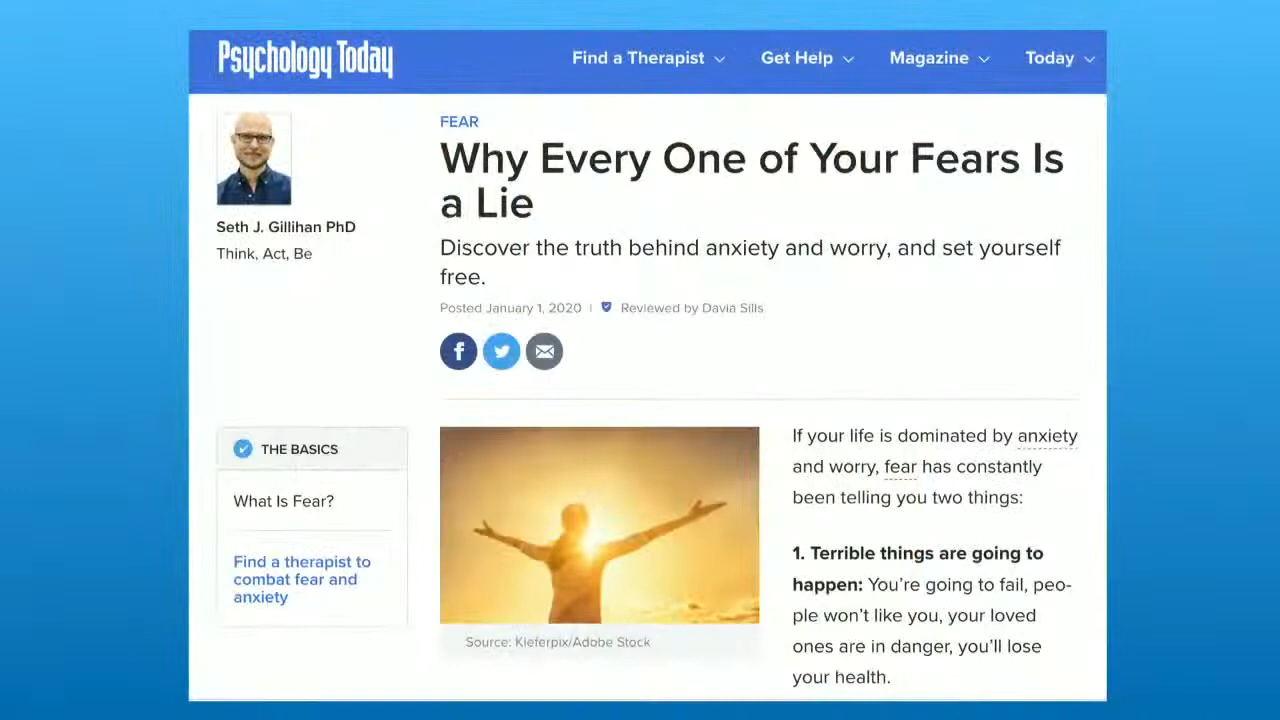 Psychology Today
Find a Therapist
Get Help
Magazine
Today
Seth J. Gillihan PhD
Think, Act, Be
FEAR
Why Every One of Your Fears Is
a Lie
Discover the truth behind anxiety and worry, and set yourself
free.
Posted January 1, 2020 | Reviewed by Davia Sills
THE BASICS
What Is Fear?
Find a therapist to
combat fear and
anxiety
Source: Kieferpix/Adobe Stock
If your life is dominated by anxiety
and worry, fear has constantly
been telling you two things:
1. Terrible things are going to
happen: You're going to fail, peo-
ple won't like you, your loved
ones are in danger, you'll lose
your health.